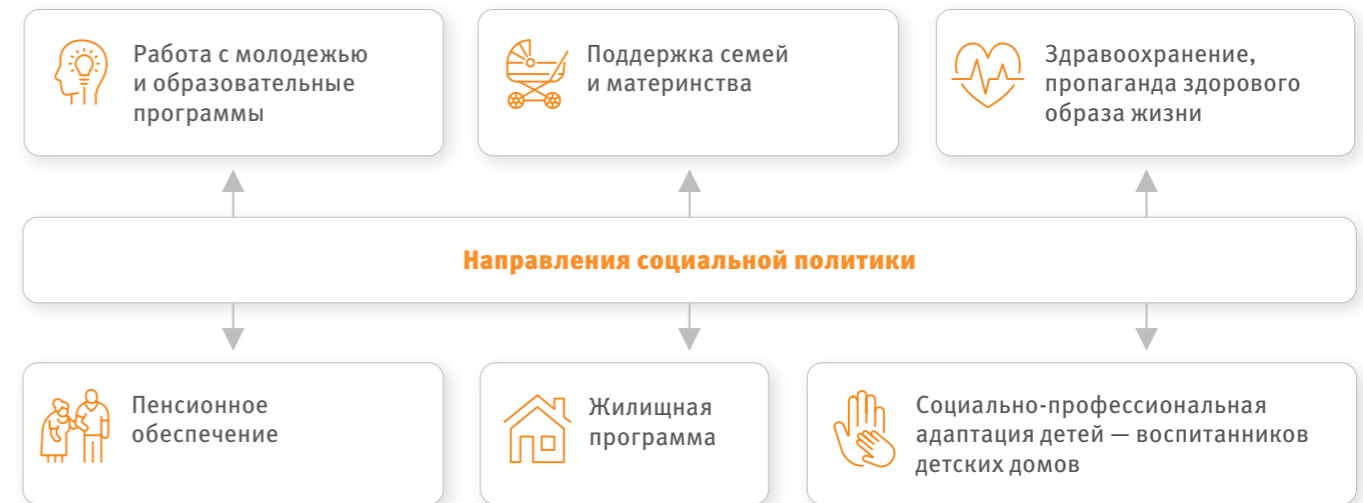 Работа с молодежью
и образовательные
программы
Поддержка семей
и материнства
Здравоохранение,
пропаганда здорового
образа жизни
Направления социальной политики
Пенсионное
обеспечение
Жилищная
программа
Социально-профессиональная
адаптация детей — воспитанников
детских домов